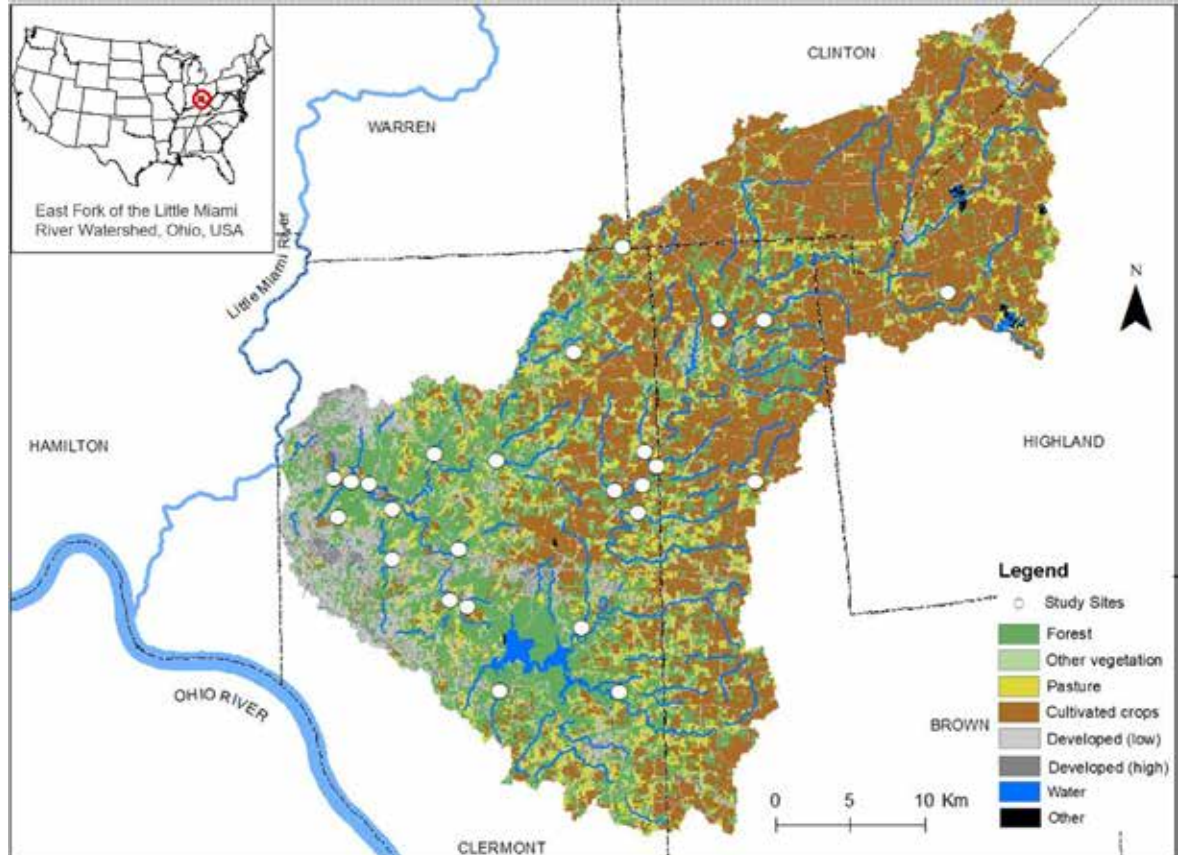 East Fork of the Little Miami
River Watershed, Ohio, USA
CLINTON
WARREN
Little Miami River
N
HAMILTON
HIGHLAND
OHIO RIVER
BROWN
CLERMONT
Legend
Study Sites
Forest
Other vegetation
Pasture
Cultivated crops
Developed (low)
Developed (high)
Water
Other
0 5 10 Km